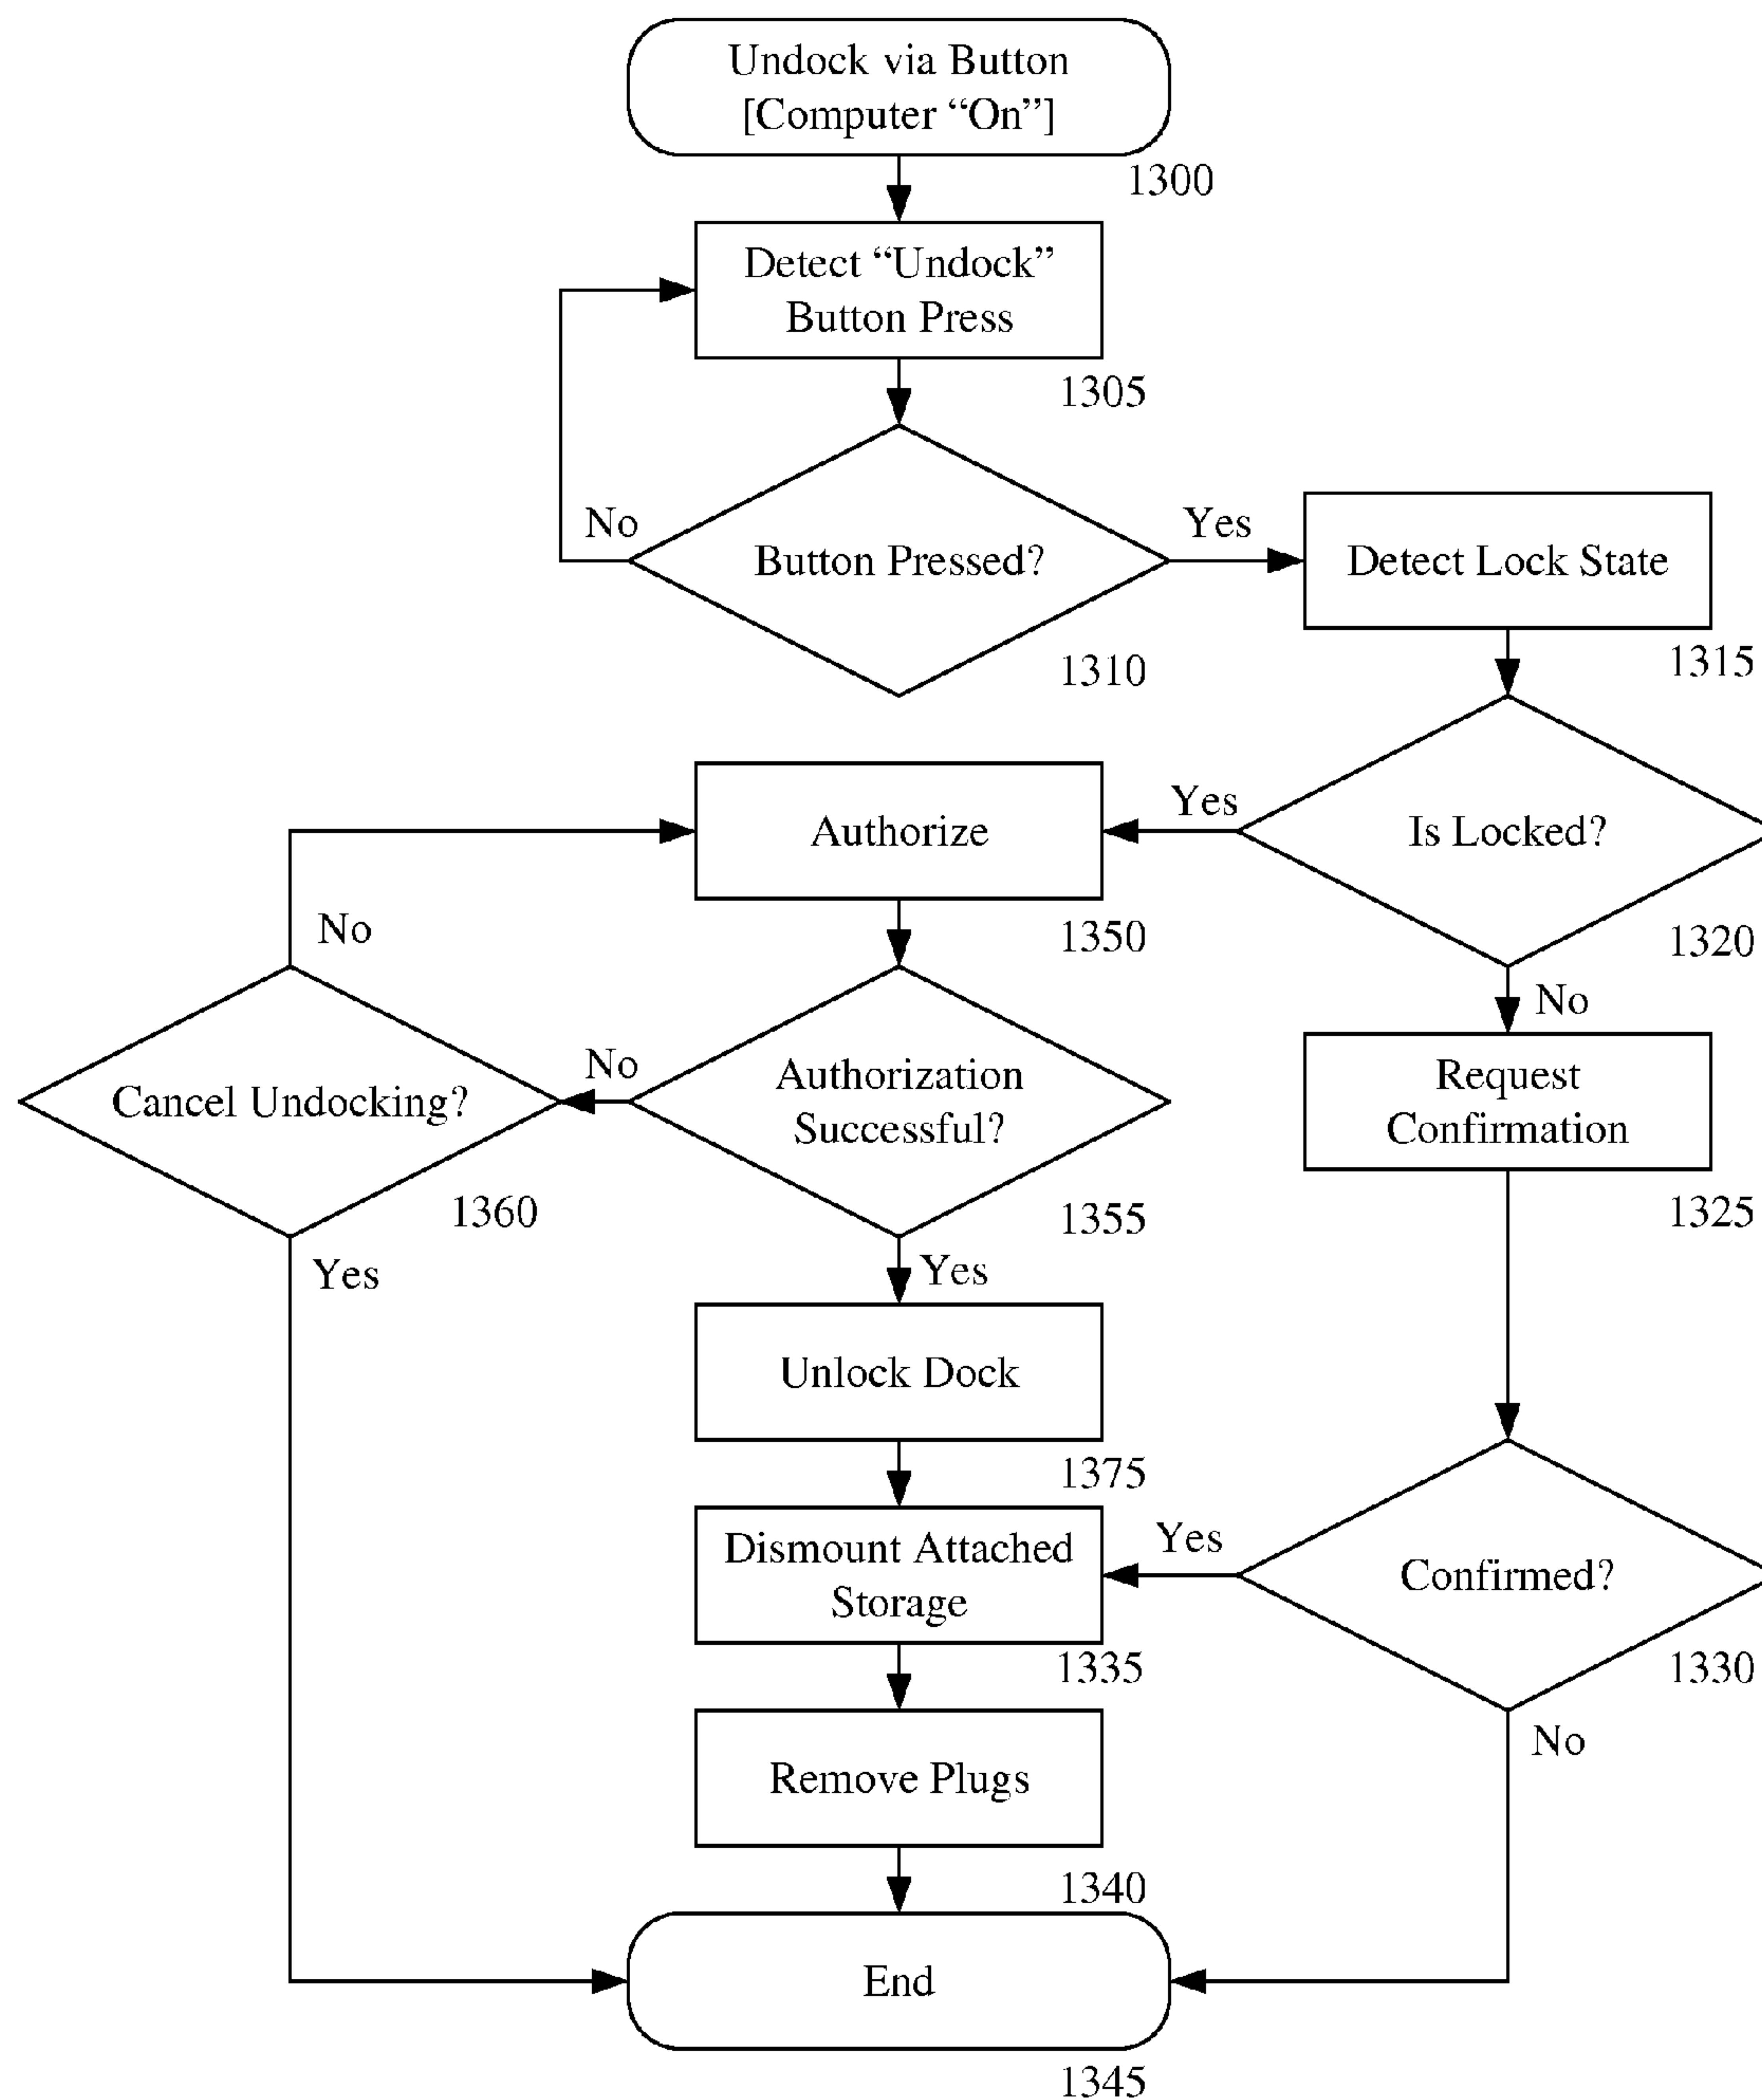 Undock via Button
[Computer “On”]
1300
Detect “Undock”
Button Press
1305
No
Button Pressed?
Yes
1310
Detect Lock State
1315
Is Locked?
Yes
1320
No
Authorize
1350
No
Cancel Undocking?
No
Authorization
Successful?
1360
1355
Yes
Yes
Request
Confirmation
1325
Unlock Dock
1375
Dismount Attached
Storage
Yes
Confirmed?
1335
1330
No
Remove Plugs
1340
End
1345